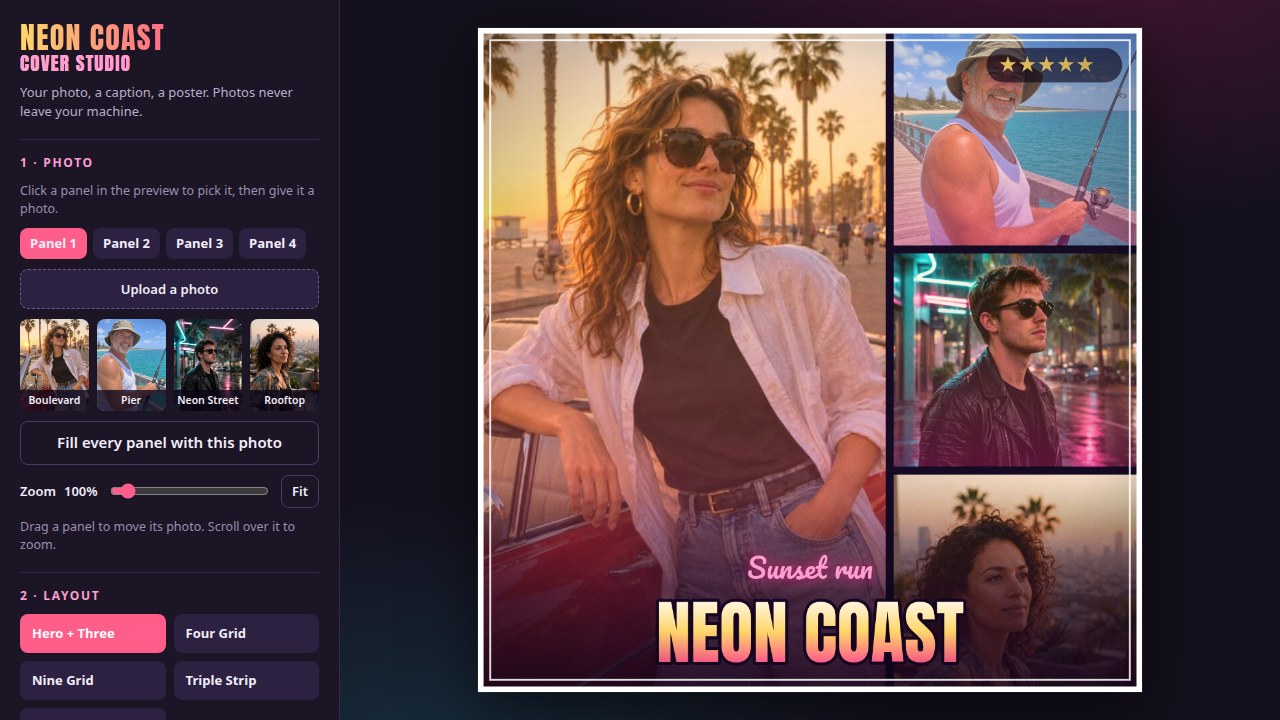 NEON COAST
COVER STUDIO
Your photo, a caption, a poster. Photos never
leave your machine.
1 · PHOTO
Click a panel in the preview to pick it, then give it a
photo.
Panel 1
Panel 2
Panel 3
Panel 4
Upload a photo
Boulevard
Pier
Neon Street
Rooftop
Fill every panel with this photo
Zoom 100%
Fit
Drag a panel to move its photo. Scroll over it to
zoom.
2 · LAYOUT
Hero + Three
Four Grid
Nine Grid
Triple Strip
★★★★★
Sunset run
NEON COAST